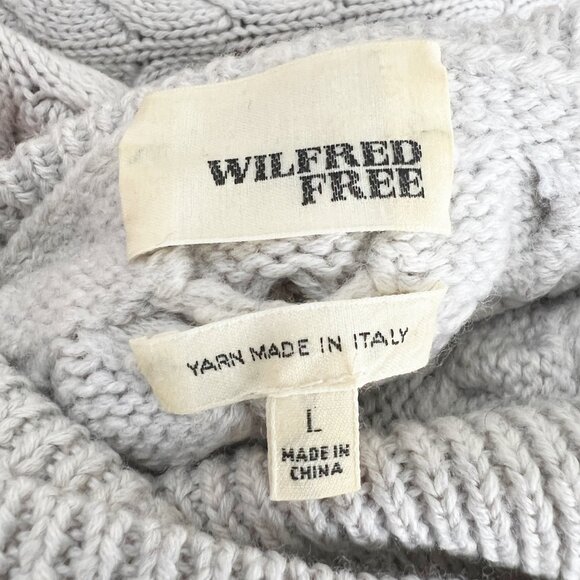 WILFRED
FREE
YARN MADE IN ITALY
L
MADE IN
CHINA